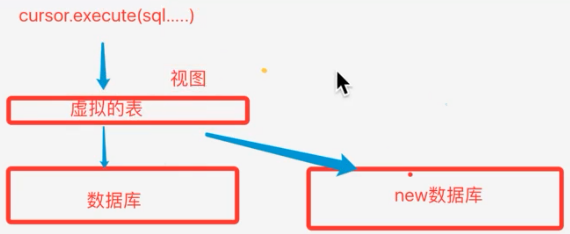 cursor.execute(sql.....)
视图
虚拟的表
数据库
new数据库